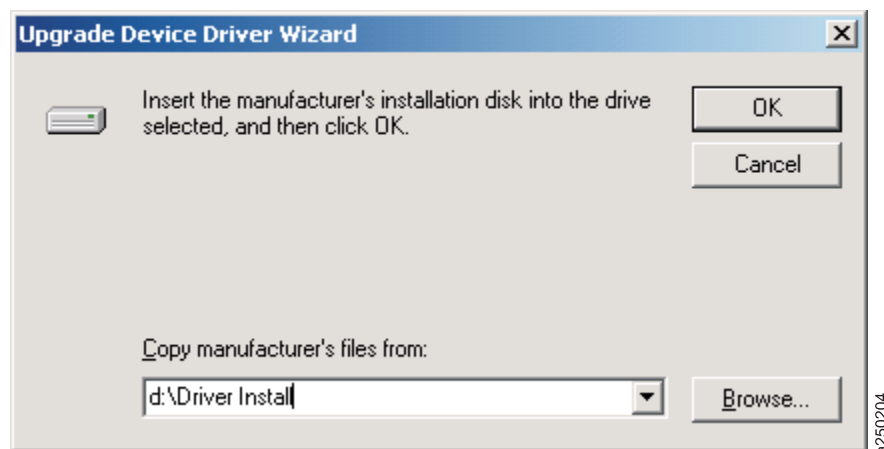 Upgrade Device Driver Wizard
Insert the manufacturer's installation disk into the drive
selected, and then click OK.
OK
Cancel
Copy manufacturer's files from:
d:\Driver Install
Browse...
a250204